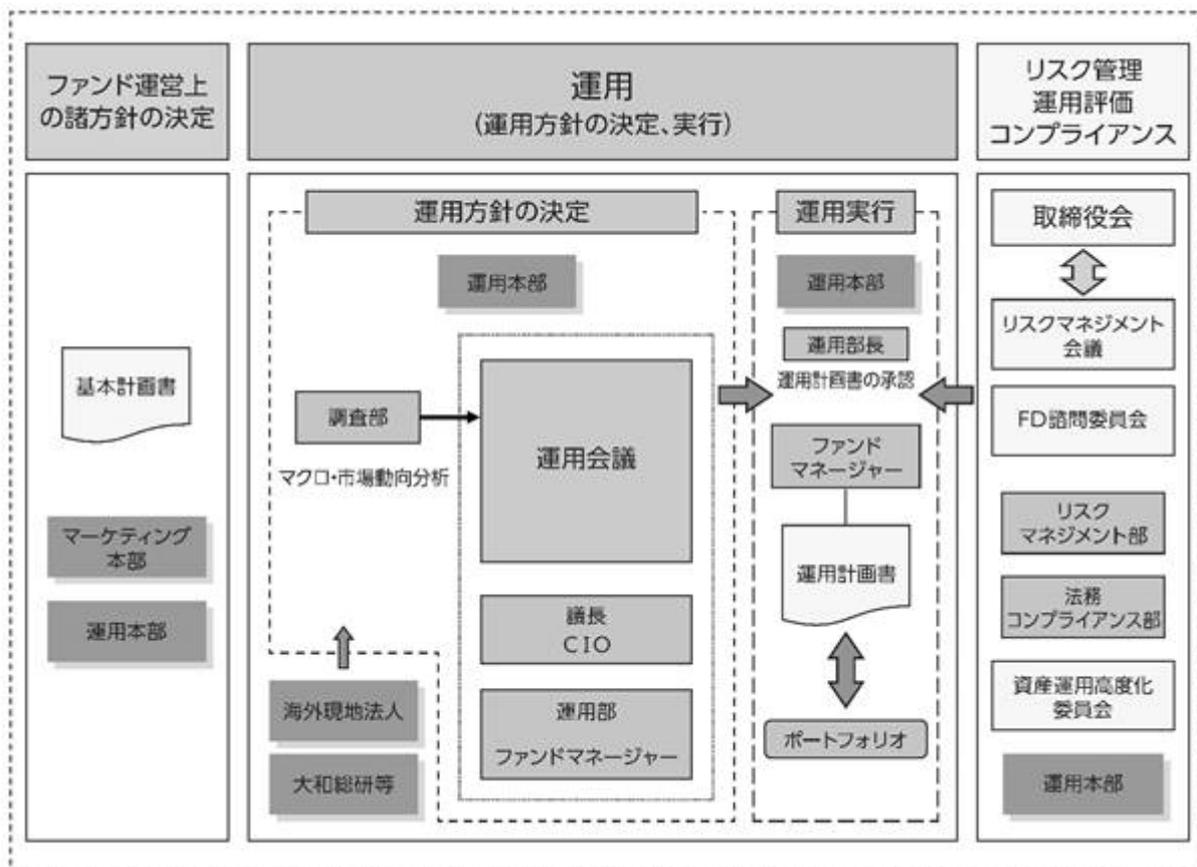 ファンド運営上
の諸方針の決定
運用
(運用方針の決定、実行)
リスク管理
運用評価
コンプライアンス
基本計画書
マーケティング
本部
運用本部
運用方針の決定
運用本部
調査部
マクロ・市場動向分析
運用会議
議長
CIO
運用部
ファンドマネージャー
海外現地法人
大和総研等
運用実行
運用本部
運用部長
運用計画書の承認
ファンド
マネージャー
運用計画書
ポートフォリオ
取締役会
リスクマネジメント
会議
FD諮問委員会
リスク
マネジメント部
法務
コンプライアンス部
資産運用高度化
委員会
運用本部